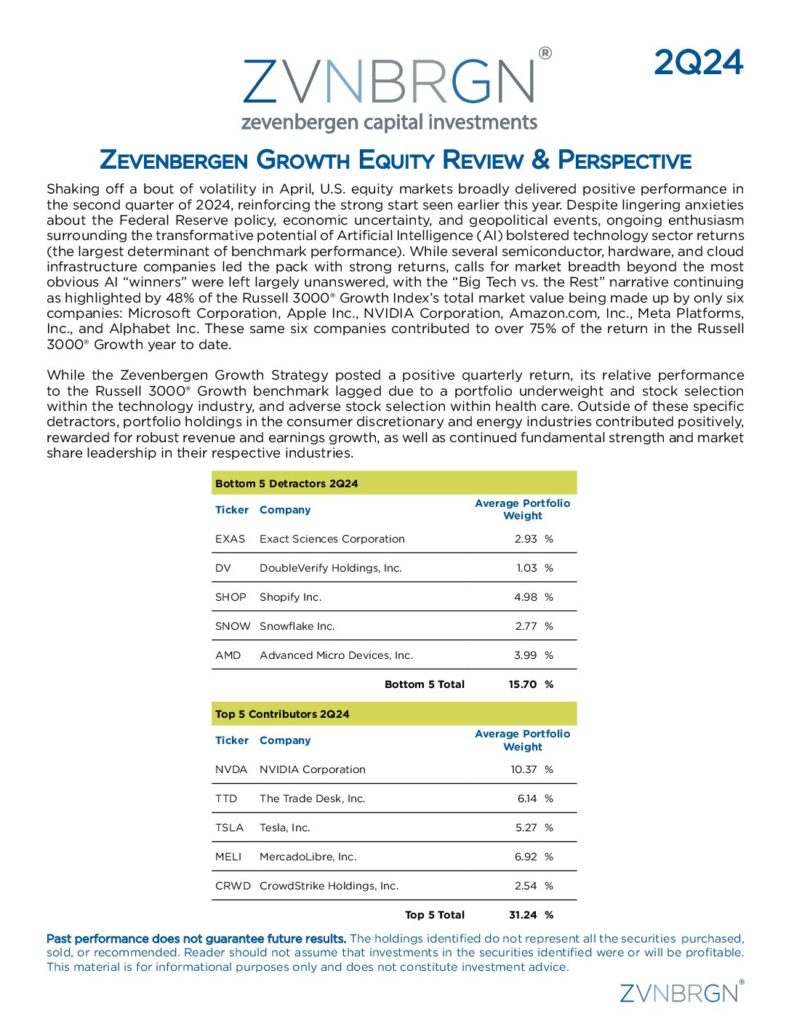 ZVNBRGN®
2Q24
zevenbergen capital investments
Zevenbergen Growth Equity Review & Perspective
Shaking off a bout of volatility in April, U.S. equity markets broadly delivered positive performance in
the second quarter of 2024, reinforcing the strong start seen earlier this year. Despite lingering anxieties
about the Federal Reserve policy, economic uncertainty, and geopolitical events, ongoing enthusiasm
surrounding the transformative potential of Artificial Intelligence (AI) bolstered technology sector returns
(the largest determinant of benchmark performance). While several semiconductor, hardware, and cloud
infrastructure companies led the pack with strong returns, calls for market breadth beyond the most
obvious AI “winners” were left largely unanswered, with the “Big Tech vs. the Rest” narrative continuing
as highlighted by 48% of the Russell 3000® Growth Index’s total market value being made up by only six
companies: Microsoft Corporation, Apple Inc., NVIDIA Corporation, Amazon.com, Inc., Meta Platforms,
Inc., and Alphabet Inc. These same six companies contributed to over 75% of the return in the Russell
3000® Growth year to date.
While the Zevenbergen Growth Strategy posted a positive quarterly return, its relative performance
to the Russell 3000® Growth benchmark lagged due to a portfolio underweight and stock selection
within the technology industry, and adverse stock selection within health care. Outside of these specific
detractors, portfolio holdings in the consumer discretionary and energy industries contributed positively,
rewarded for robust revenue and earnings growth, as well as continued fundamental strength and market
share leadership in their respective industries.
Bottom 5 Detractors 2Q24
Ticker Company Average Portfolio
Weight
EXAS Exact Sciences Corporation 2.93 %
DV DoubleVerify Holdings, Inc. 1.03 %
SHOP Shopify Inc. 4.98 %
SNOW Snowflake Inc. 2.77 %
AMD Advanced Micro Devices, Inc. 3.99 %
Bottom 5 Total 15.70 %
Top 5 Contributors 2Q24
Ticker Company Average Portfolio
Weight
NVDA NVIDIA Corporation 10.37 %
TTD The Trade Desk, Inc. 6.14 %
TSLA Tesla, Inc. 5.27 %
MELI MercadoLibre, Inc. 6.92 %
CRWD CrowdStrike Holdings, Inc. 2.54 %
Top 5 Total 31.24 %
Past performance does not guarantee future results. The holdings identified do not represent all the securities purchased,
sold, or recommended. Reader should not assume that investments in the securities identified were or will be profitable.
This material is for informational purposes only and does not constitute investment advice.
ZVNBRGN®